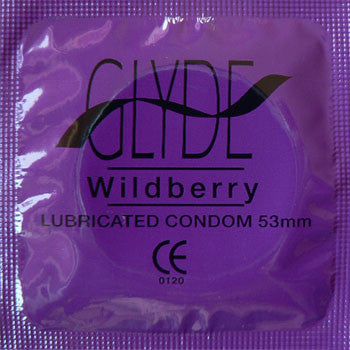 GLYDE
Wildberry
LUBRICATED CONDOM 53mm
CE
0120